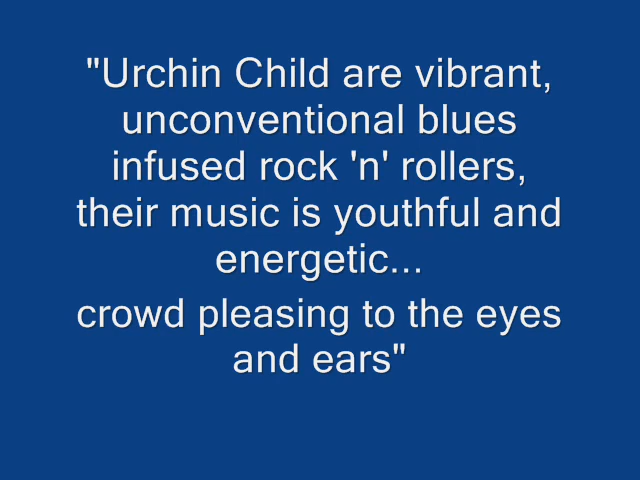 "Urchin Child are vibrant,
unconventional blues
infused rock 'n' rollers,
their music is youthful and
energetic...
crowd pleasing to the eyes
and ears"